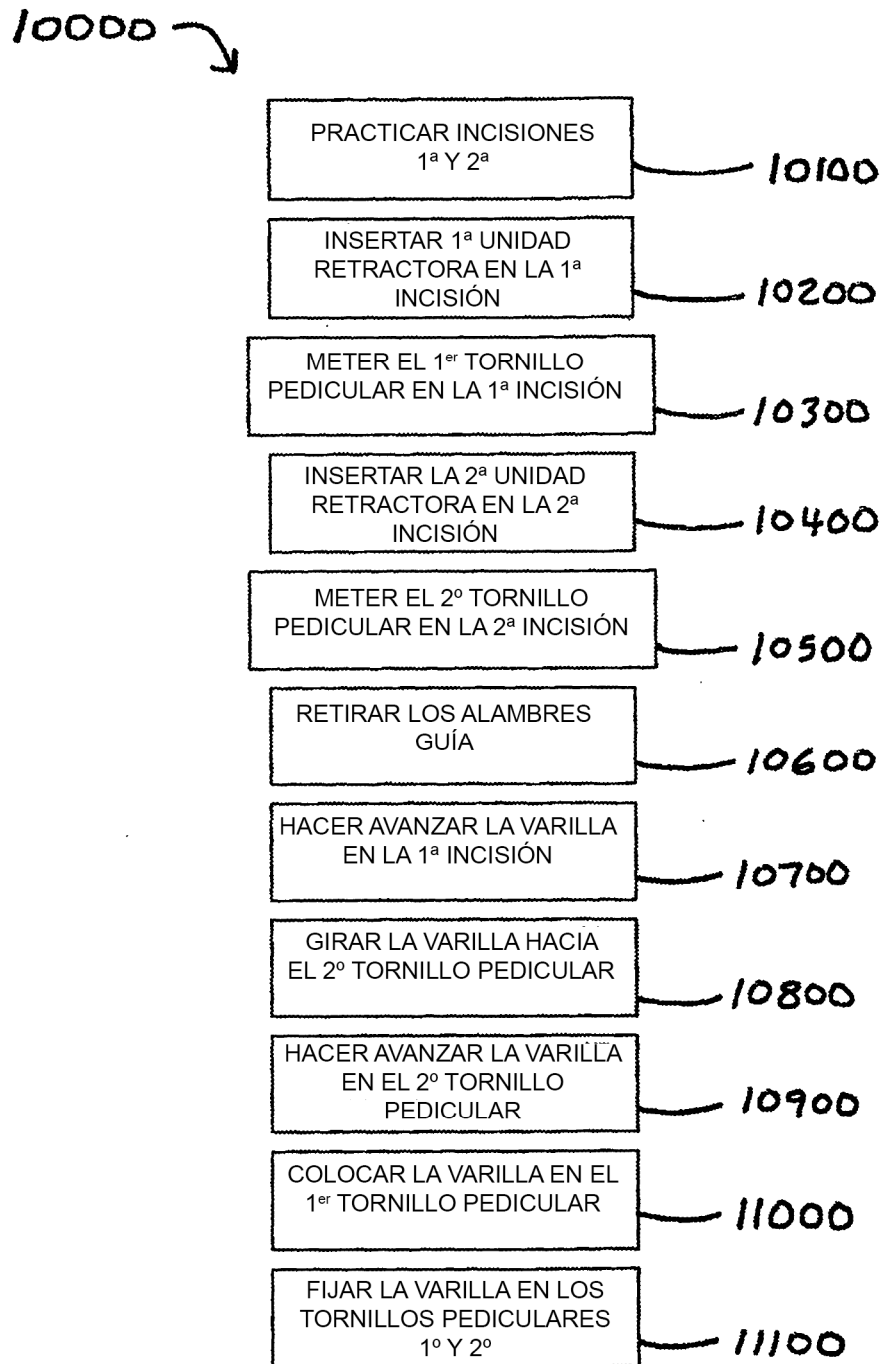 10000
PRACTICAR INCISIONES
1ª Y 2ª
10100
INSERTAR 1ª UNIDAD
RETRACTORA EN LA 1ª
INCISIÓN
10200
METER EL 1er TORNILLO
PEDICULAR EN LA 1ª INCISIÓN
10300
INSERTAR LA 2ª UNIDAD
RETRACTORA EN LA 2ª
INCISIÓN
10400
METER EL 2º TORNILLO
PEDICULAR EN LA 2ª INCISIÓN
10500
RETIRAR LOS ALAMBRES
GUÍA
10600
HACER AVANZAR LA VARILLA
EN LA 1ª INCISIÓN
10700
GIRAR LA VARILLA HACIA
EL 2º TORNILLO PEDICULAR
10800
HACER AVANZAR LA VARILLA
EN EL 2º TORNILLO
PEDICULAR
10900
COLOCAR LA VARILLA EN EL
1er TORNILLO PEDICULAR
11000
FIJAR LA VARILLA EN LOS
TORNILLOS PEDICULARES
1º Y 2º
11100